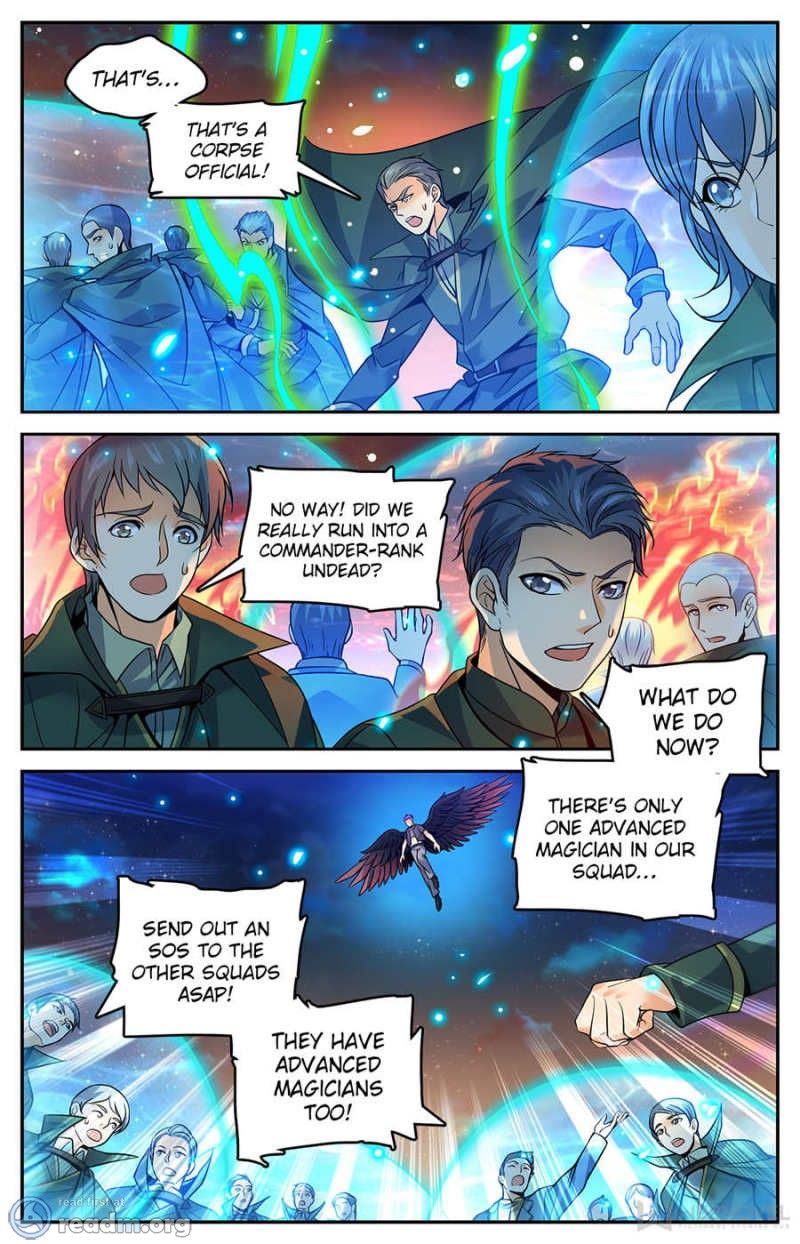 THAT'S...
THAT'S A
CORPSE
OFFICIAL!
NO WAY! DID WE
REALLY RUN INTO A
COMMANDER-RANK
UNDEAD?
WHAT DO
WE DO
NOW?
THERE'S ONLY
ONE ADVANCED
MAGICIAN IN OUR
SQUAD...
SEND OUT AN
SOS TO THE
OTHER SQUADS
ASAP!
THEY HAVE
ADVANCED
MAGICIANS
TOO!
read first at
readm.org